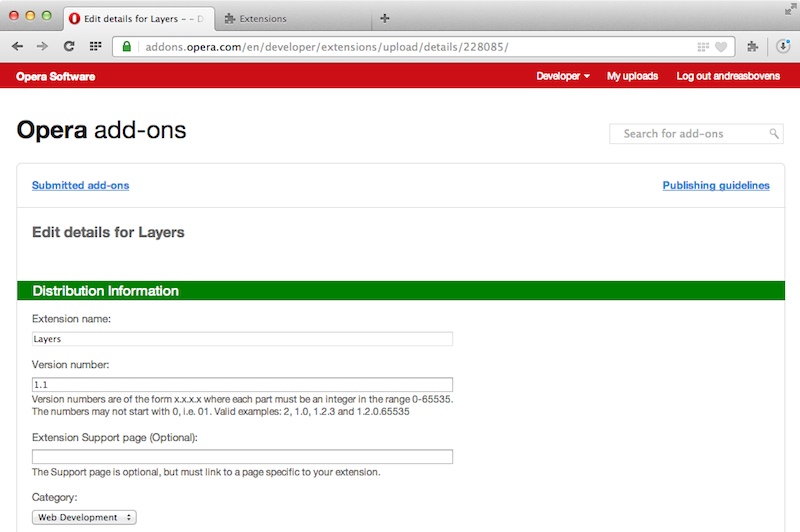 Edit details for Layers – – D
Extensions
addons.opera.com/en/developer/extensions/upload/details/228085/
Opera Software
Developer
My uploads
Log out andreasbovens
Opera add-ons
Search for add-ons
Submitted add-ons
Publishing guidelines
Edit details for Layers
Distribution Information
Extension name:
Layers
Version number:
1.1
Version numbers are of the form x.x.x.x where each part must be an integer in the range 0-65535.
The numbers may not start with 0, i.e. 01. Valid examples: 2, 1.0, 1.2.3 and 1.2.0.65535
Extension Support page (Optional):
The Support page is optional, but must link to a page specific to your extension.
Category:
Web Development